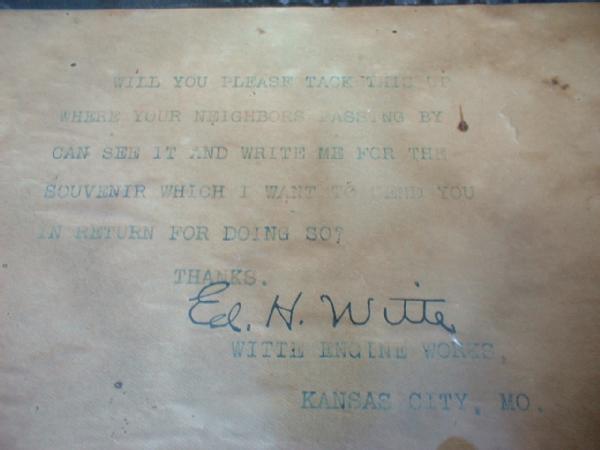 WILL YOU PLEASE TACK THIS UP
WHERE YOUR NEIGHBORS PASSING BY
CAN SEE IT AND WRITE ME FOR THE
SOUVENIR WHICH I WANT TO SEND YOU
IN RETURN FOR DOING SO?
THANKS.
Ed. H. Witte
WITTE ENGINE WORKS,
KANSAS CITY, MO.